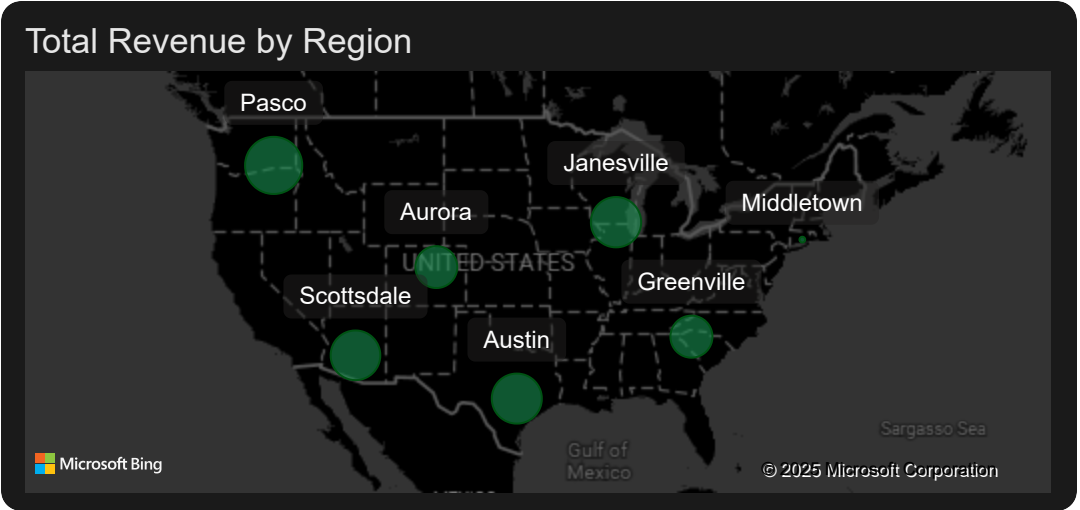 Total Revenue by Region
Pasco
Janesville
Aurora
Middletown
UNITED STATES
Scottsdale
Greenville
Austin
Sargasso Sea
Gulf of
Mexico
Microsoft Bing
© 2025 Microsoft Corporation
MEXICO